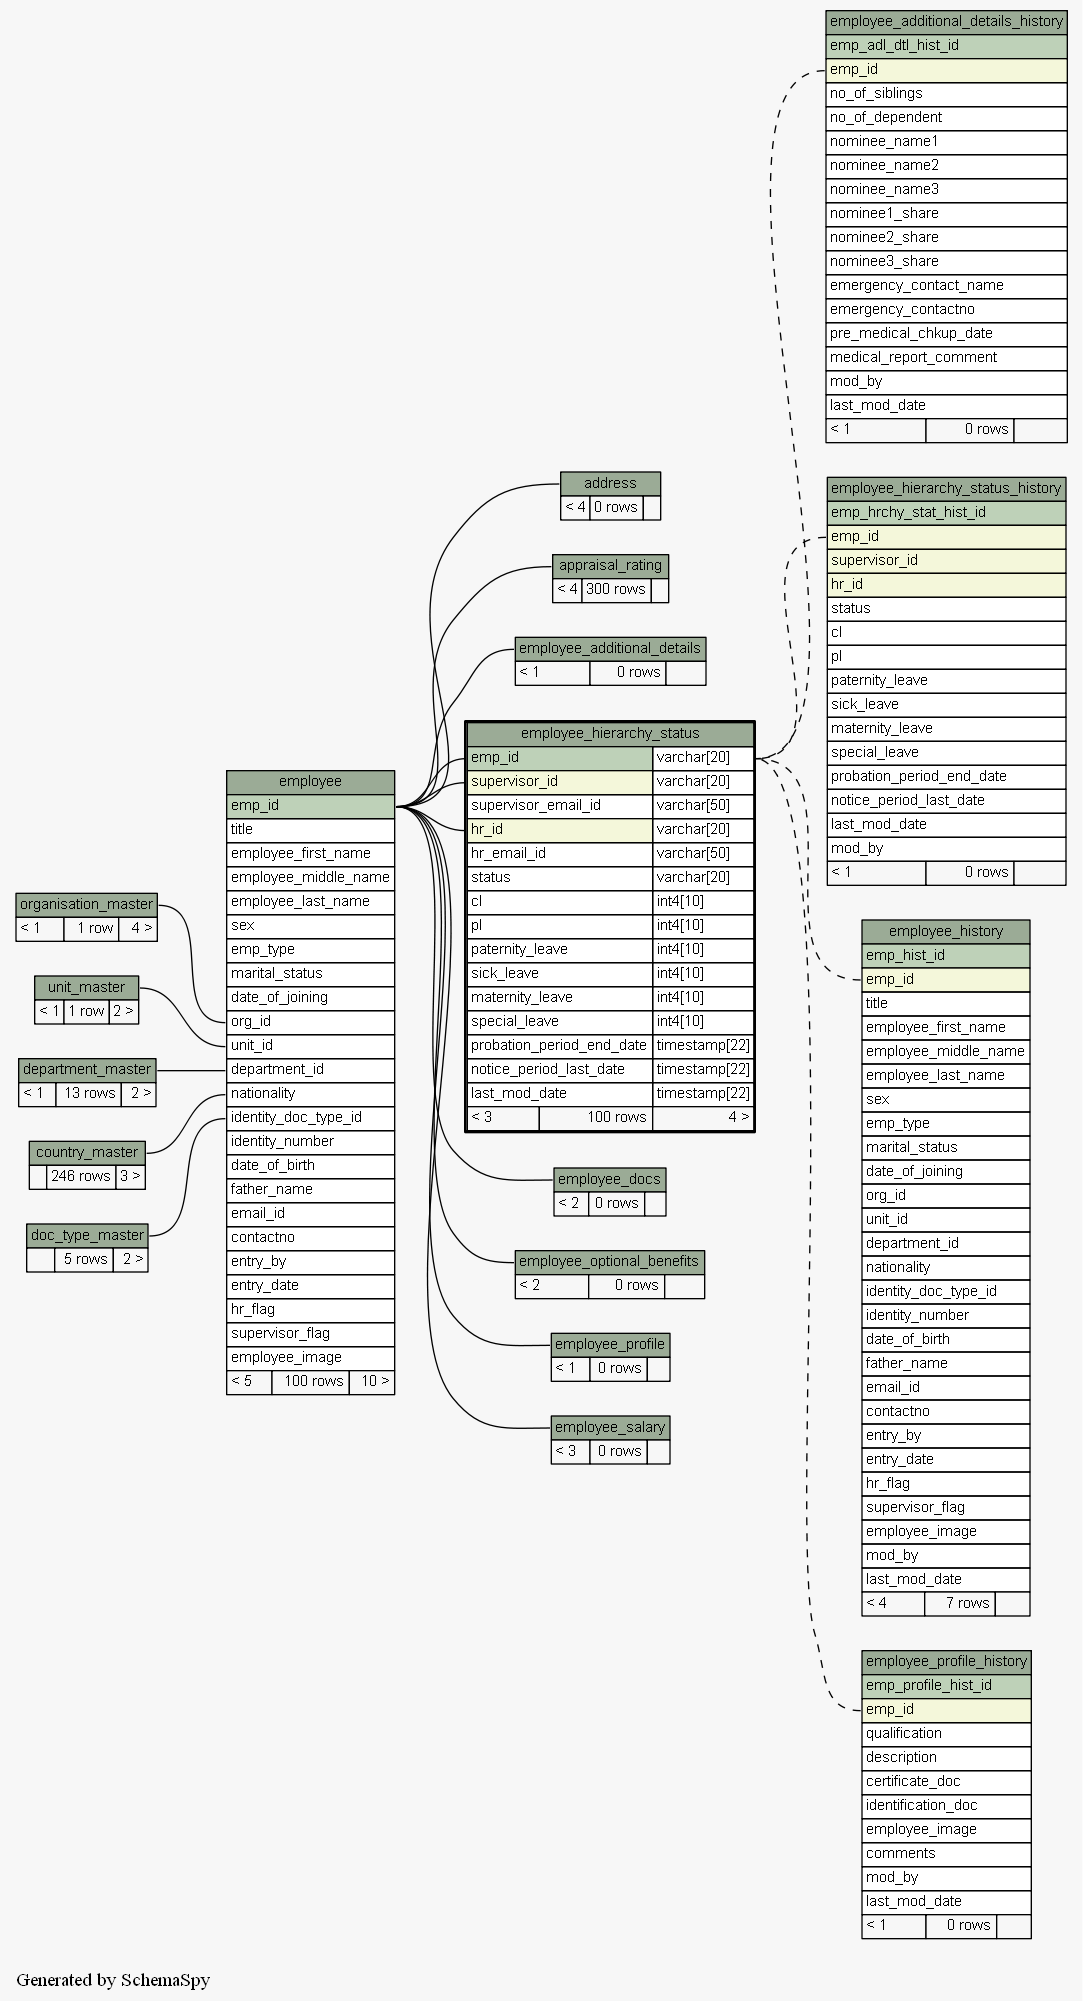 employee_additional_details_history
emp_adl_dtl_hist_id
emp_id
no_of_siblings
no_of_dependent
nominee_name1
nominee_name2
nominee_name3
nominee1_share
nominee2_share
nominee3_share
emergency_contact_name
emergency_contactno
pre_medical_chkup_date
medical_report_comment
mod_by
last_mod_date
< 1 0 rows
address
< 4 0 rows
appraisal_rating
< 4 300 rows
employee_additional_details
< 1 0 rows
employee_hierarchy_status_history
emp_hrchy_stat_hist_id
emp_id
supervisor_id
hr_id
status
cl
pl
paternity_leave
sick_leave
maternity_leave
special_leave
probation_period_end_date
notice_period_last_date
last_mod_date
mod_by
< 1 0 rows
employee_hierarchy_status
emp_id varchar[20]
supervisor_id varchar[20]
supervisor_email_id varchar[50]
hr_id varchar[20]
hr_email_id varchar[50]
status varchar[20]
cl int4[10]
pl int4[10]
paternity_leave int4[10]
sick_leave int4[10]
maternity_leave int4[10]
special_leave int4[10]
probation_period_end_date timestamp[22]
notice_period_last_date timestamp[22]
last_mod_date timestamp[22]
< 3 100 rows 4 >
employee
emp_id
title
employee_first_name
employee_middle_name
employee_last_name
sex
emp_type
marital_status
date_of_joining
org_id
unit_id
department_id
nationality
identity_doc_type_id
identity_number
date_of_birth
father_name
email_id
contactno
entry_by
entry_date
hr_flag
supervisor_flag
employee_image
< 5 100 rows 10 >
organisation_master
< 1 1 row 4 >
unit_master
< 1 1 row 2 >
department_master
< 1 13 rows 2 >
country_master
246 rows 3 >
doc_type_master
5 rows 2 >
employee_docs
< 2 0 rows
employee_optional_benefits
< 2 0 rows
employee_profile
< 1 0 rows
employee_salary
< 3 0 rows
employee_history
emp_hist_id
emp_id
title
employee_first_name
employee_middle_name
employee_last_name
sex
emp_type
marital_status
date_of_joining
org_id
unit_id
department_id
nationality
identity_doc_type_id
identity_number
date_of_birth
father_name
email_id
contactno
entry_by
entry_date
hr_flag
supervisor_flag
employee_image
mod_by
last_mod_date
< 4 7 rows
employee_profile_history
emp_profile_hist_id
emp_id
qualification
description
certificate_doc
identification_doc
employee_image
comments
mod_by
last_mod_date
< 1 0 rows
Generated by SchemaSpy